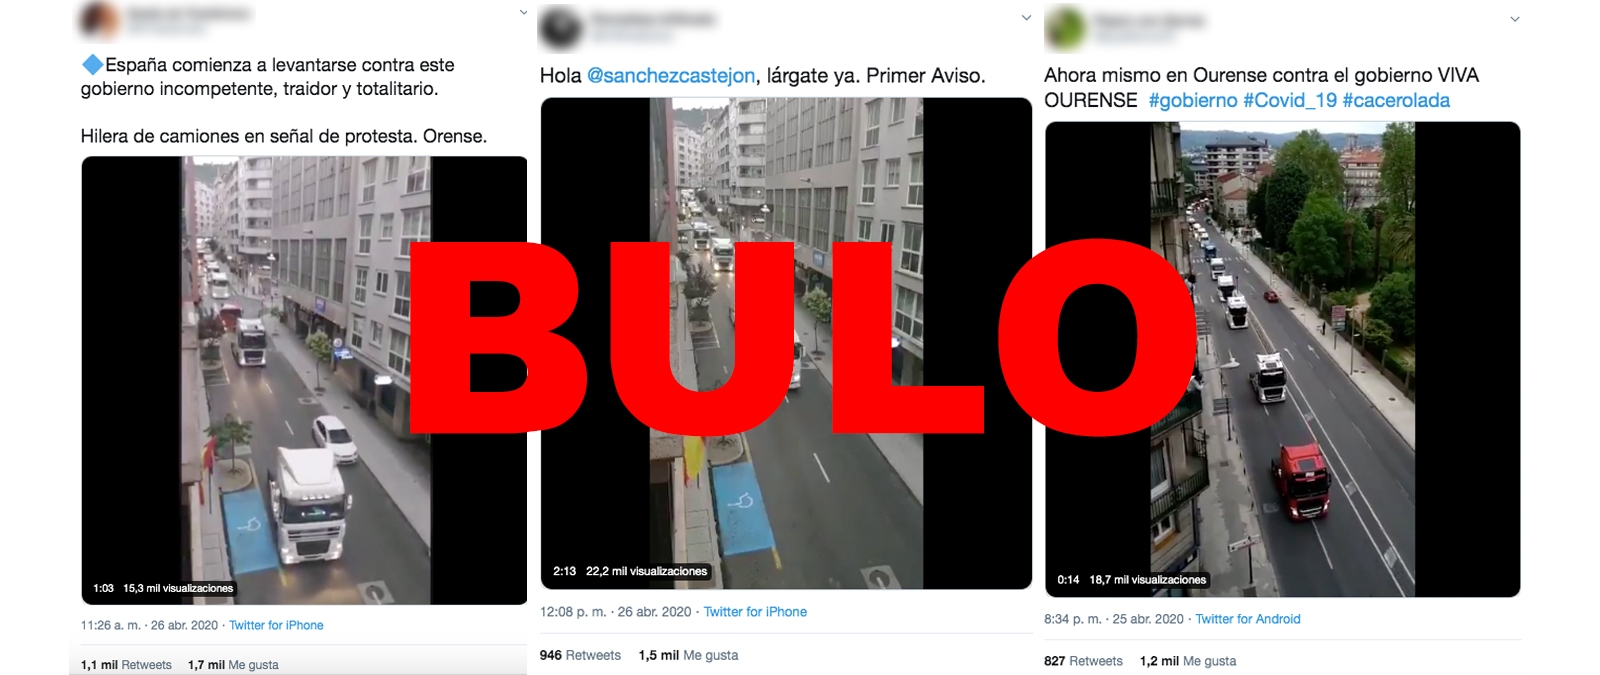 España comienza a levantarse contra este
gobierno incompetente, traidor y totalitario.
Hilera de camiones en señal de protesta. Orense.
1:03 15,3 mil visualizaciones
11:26 a. m. · 26 abr. 2020 · Twitter for iPhone
1,1 mil Retweets 1,7 mil Me gusta
Hola @sanchezcastejon, lárgate ya. Primer Aviso.
2:13 22,2 mil visualizaciones
12:08 p. m. · 26 abr. 2020 · Twitter for iPhone
946 Retweets 1,5 mil Me gusta
Ahora mismo en Ourense contra el gobierno VIVA
OURENSE #gobierno #Covid_19 #cacerolada
0:14 18,7 mil visualizaciones
8:34 p. m. · 25 abr. 2020 · Twitter for Android
827 Retweets 1,2 mil Me gusta
BULO